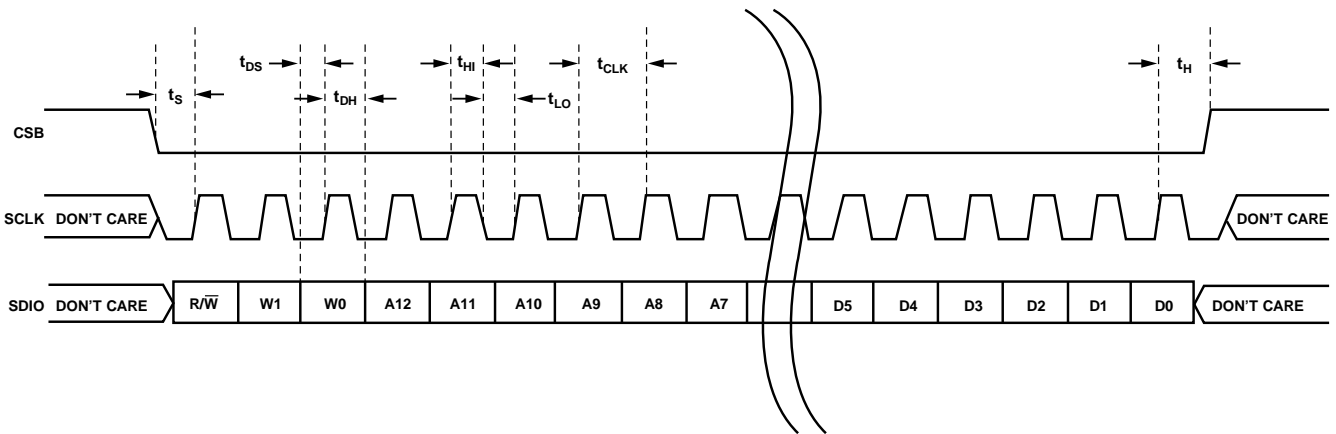 tDS tHI tCLK tH
tS tDH tLO
CSB
SCLK DON'T CARE DON'T CARE
SDIO DON'T CARE R/W̅ W1 W0 A12 A11 A10 A9 A8 A7 D5 D4 D3 D2 D1 D0 DON'T CARE